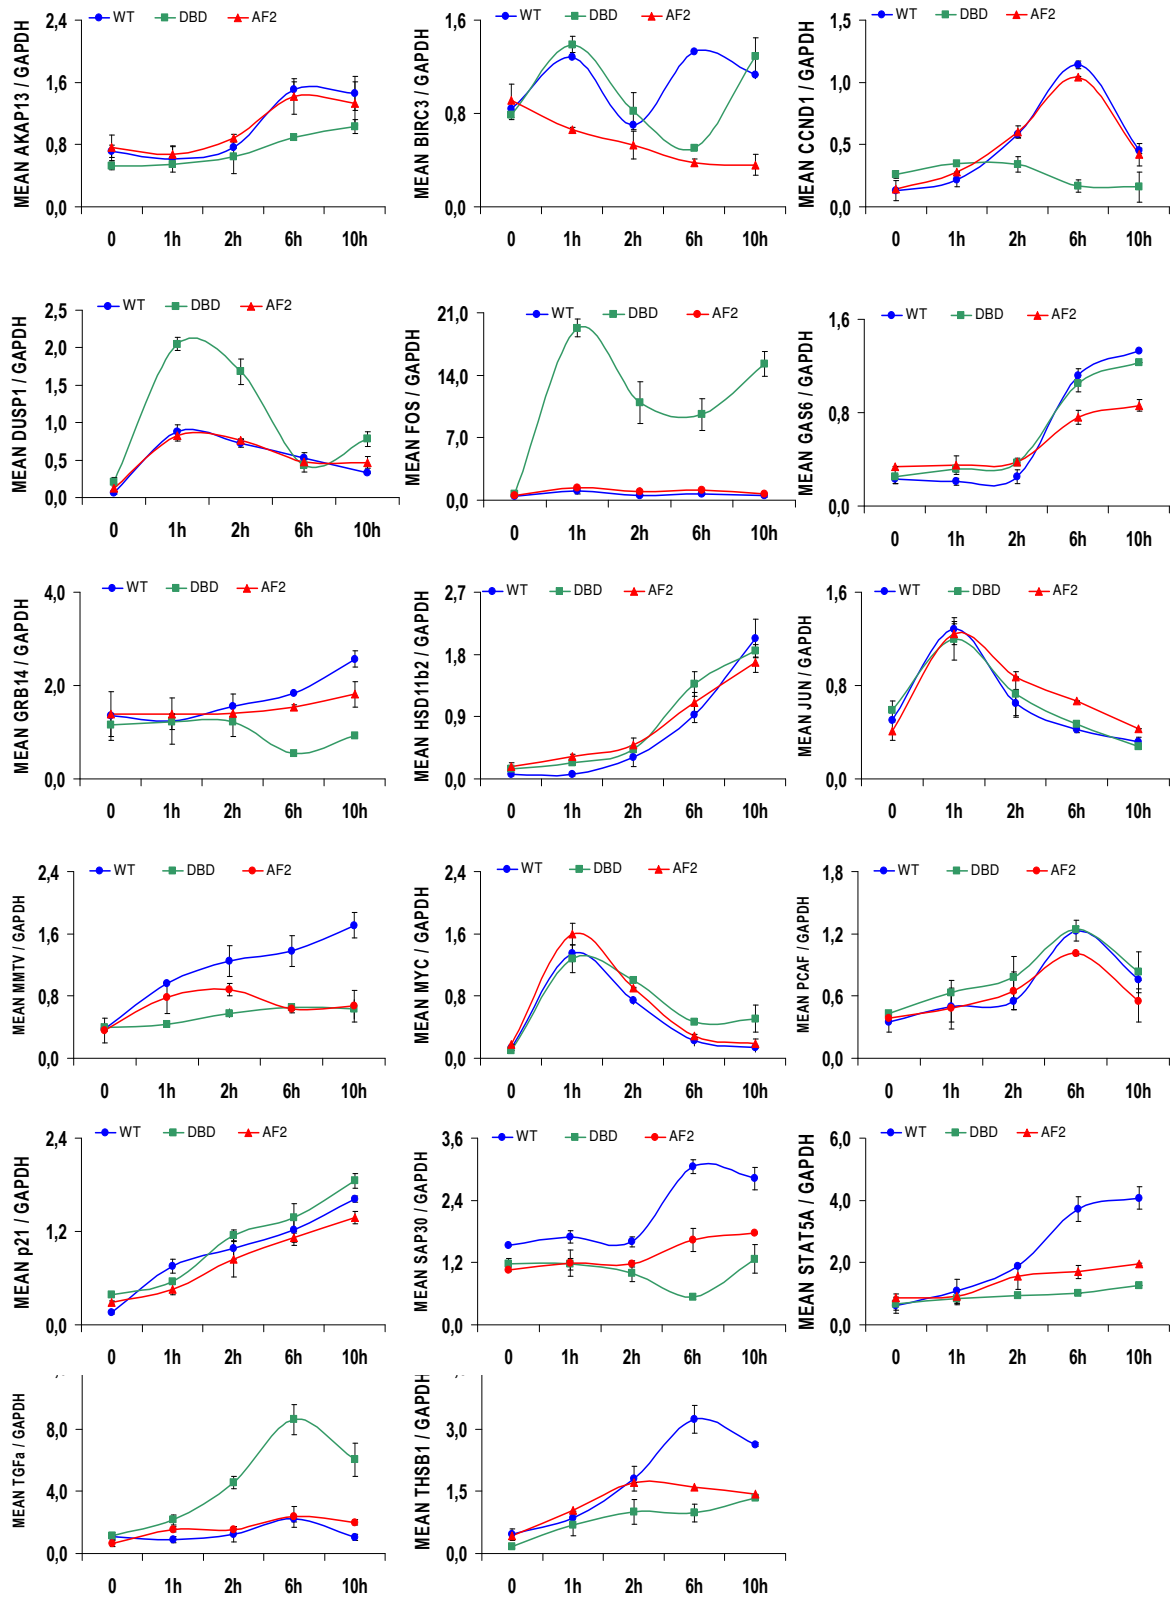 WT DBD AF2
MEAN AKAP13 / GAPDH
2,4
1,6
0,8
0,0
0 1h 2h 6h 10h
WT DBD AF2
MEAN BIRC3 / GAPDH
1,6
0,8
0,0
0 1h 2h 6h 10h
WT DBD AF2
MEAN CCND1 / GAPDH
1,5
1,0
0,5
0,0
0 1h 2h 6h 10h
WT DBD AF2
MEAN DUSP1 / GAPDH
2,5
2,0
1,5
1,0
0,5
0,0
0 1h 2h 6h 10h
WT DBD AF2
MEAN FOS / GAPDH
21,0
14,0
7,0
0,0
0 1h 2h 6h 10h
WT DBD AF2
MEAN GAS6 / GAPDH
1,6
0,8
0,0
0 1h 2h 6h 10h
WT DBD AF2
MEAN GRB14 / GAPDH
4,0
2,0
0,0
0 1h 2h 6h 10h
WT DBD AF2
MEAN HSD11b2 / GAPDH
2,7
1,8
0,9
0,0
0 1h 2h 6h 10h
WT DBD AF2
MEAN JUN / GAPDH
1,6
0,8
0,0
0 1h 2h 6h 10h
WT DBD AF2
MEAN MMTV / GAPDH
2,4
1,6
0,8
0,0
0 1h 2h 6h 10h
WT DBD AF2
MEAN MYC / GAPDH
2,4
1,6
0,8
0,0
0 1h 2h 6h 10h
WT DBD AF2
MEAN PCAF / GAPDH
1,8
1,2
0,6
0,0
0 1h 2h 6h 10h
WT DBD AF2
MEAN p21 / GAPDH
2,4
1,2
0,0
0 1h 2h 6h 10h
WT DBD AF2
MEAN SAP30 / GAPDH
3,6
2,4
1,2
0,0
0 1h 2h 6h 10h
WT DBD AF2
MEAN STAT5A / GAPDH
6,0
4,0
2,0
0,0
0 1h 2h 6h 10h
MEAN TGFa / GAPDH
8,0
4,0
0,0
0 1h 2h 6h 10h
MEAN THSB1 / GAPDH
3,0
1,5
0,0
0 1h 2h 6h 10h